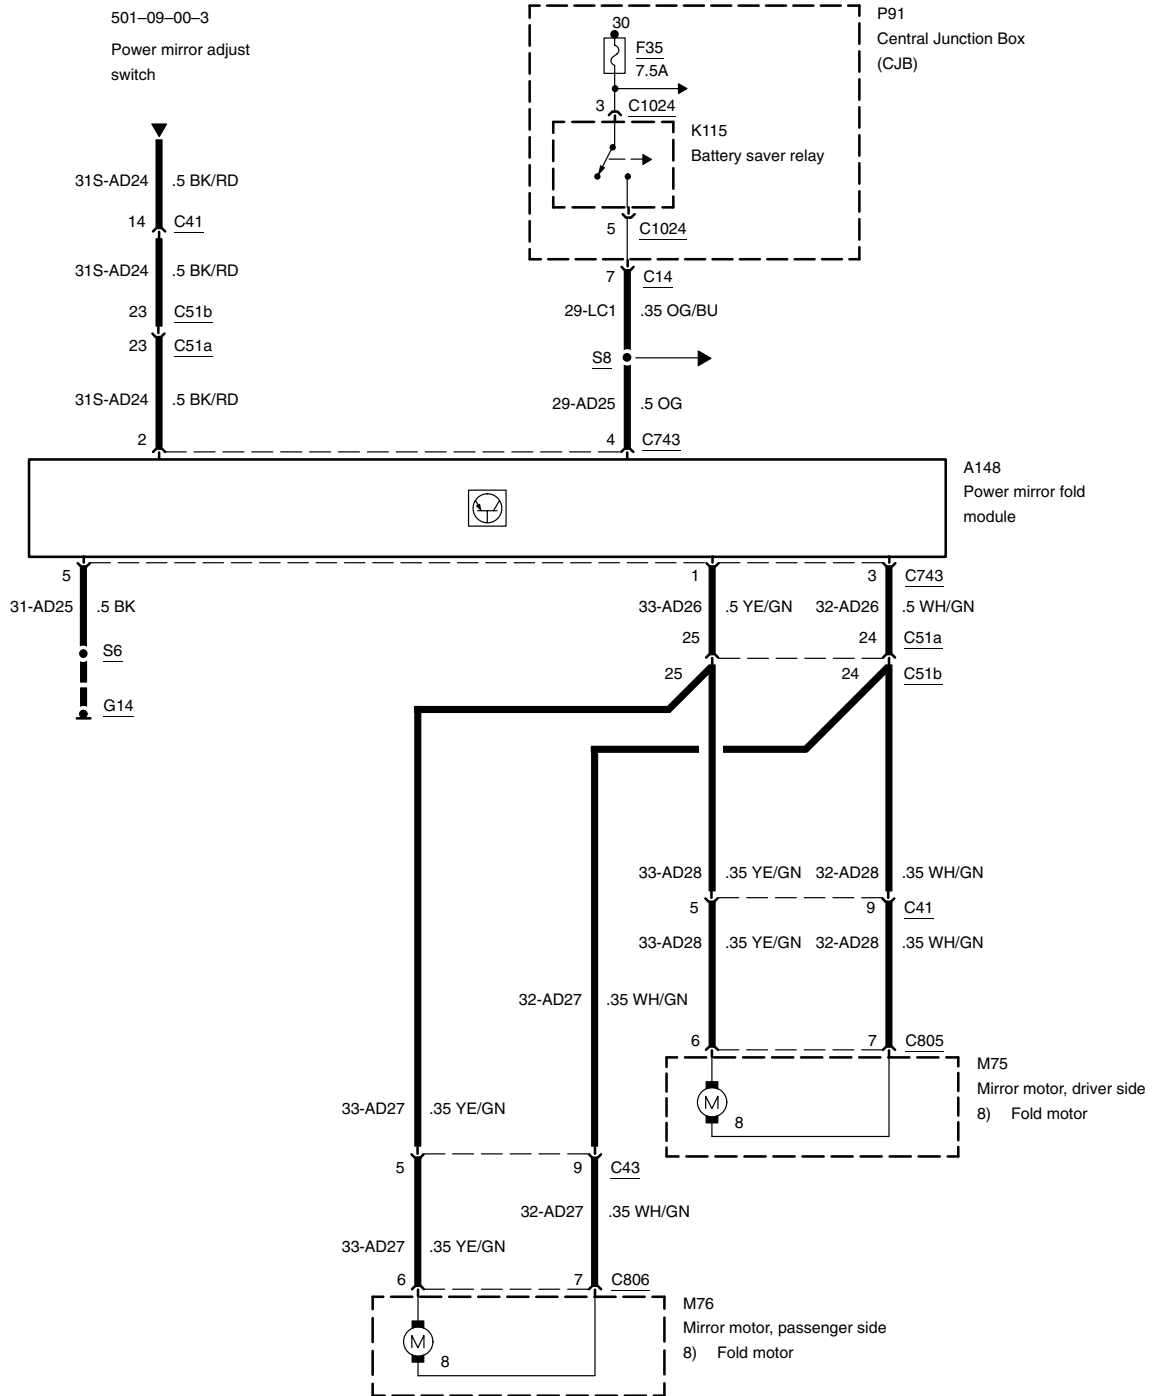 501–09–00–3
Power mirror adjust
switch
P91
Central Junction Box
(CJB)
30
F35
7.5A
3 C1024
K115
Battery saver relay
5 C1024
7 C14
29-LC1 .35 OG/BU
S8
29-AD25 .5 OG
4 C743
31S-AD24 .5 BK/RD
14 C41
31S-AD24 .5 BK/RD
23 C51b
23 C51a
31S-AD24 .5 BK/RD
2
A148
Power mirror fold
module
5
31-AD25 .5 BK
S6
G14
1 3 C743
33-AD26 .5 YE/GN 32-AD26 .5 WH/GN
25 24 C51a
25 24 C51b
33-AD28 .35 YE/GN 32-AD28 .35 WH/GN
5 9 C41
33-AD28 .35 YE/GN 32-AD28 .35 WH/GN
32-AD27 .35 WH/GN
6 7 C805
M75
Mirror motor, driver side
8) Fold motor
M
8
33-AD27 .35 YE/GN
5 9 C43
32-AD27 .35 WH/GN
33-AD27 .35 YE/GN
6 7 C806
M76
Mirror motor, passenger side
8) Fold motor
M
8